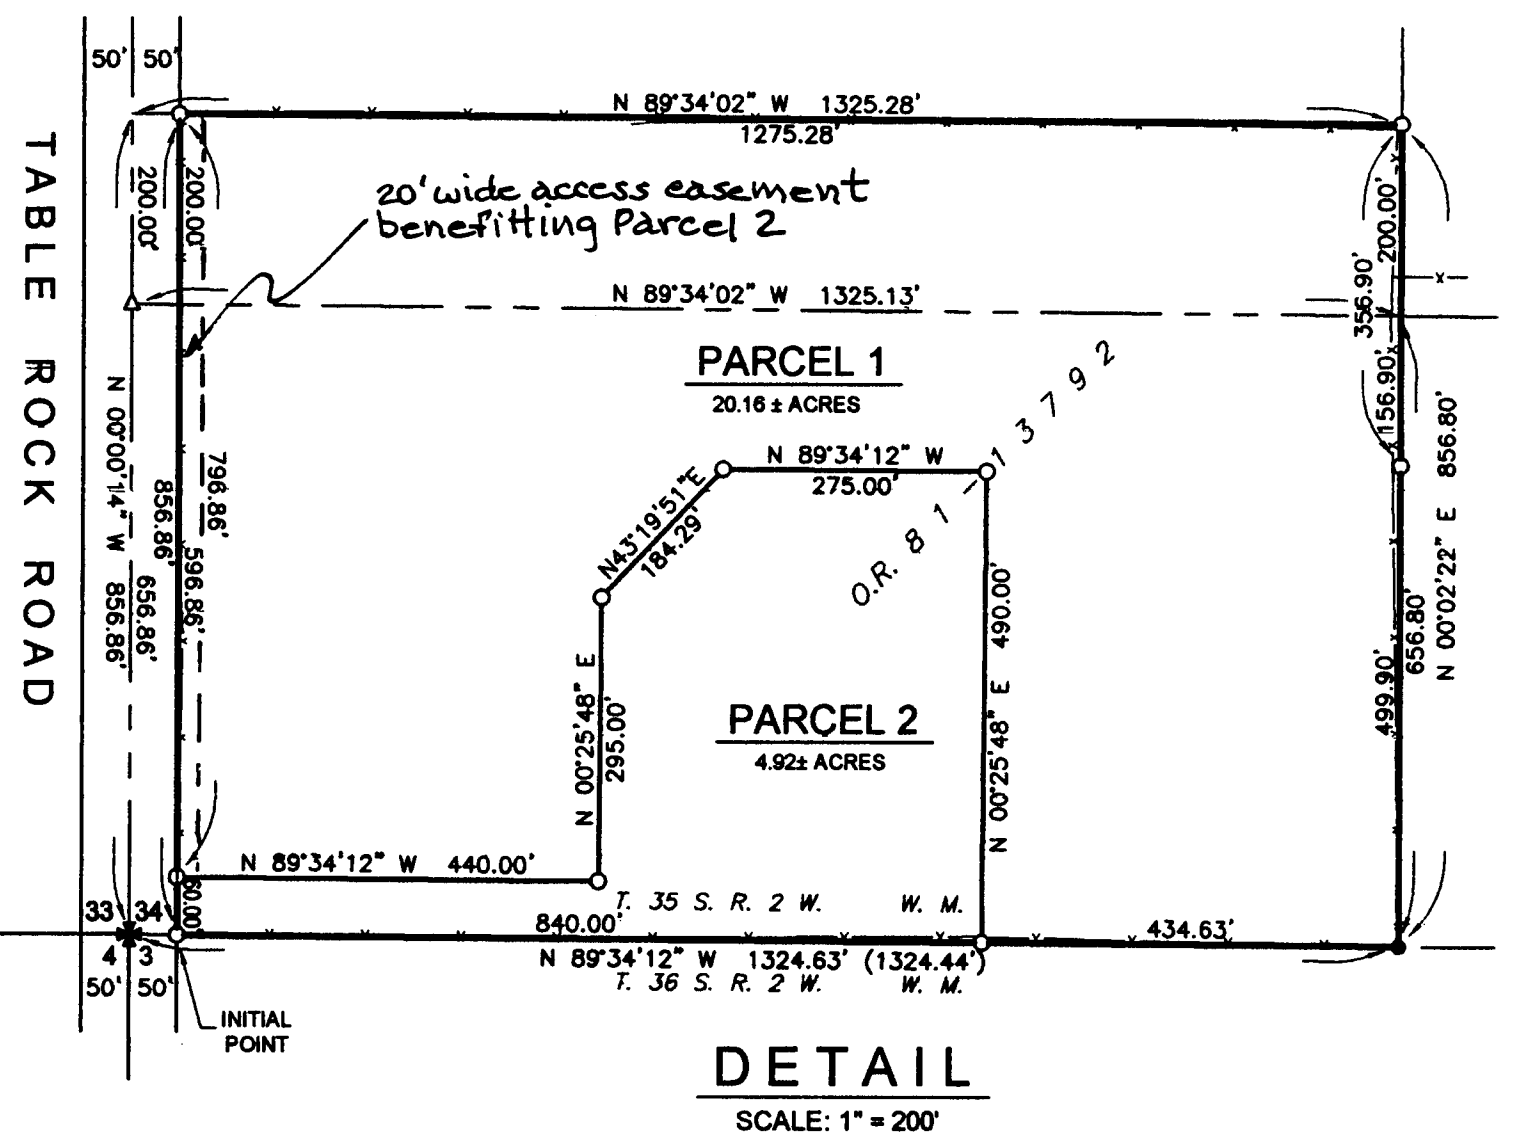 50' 50'
N 89°34'02" W 1325.28'
1275.28'
TABLE ROCK ROAD
200.00'
200.00'
20' wide access easement
benefitting Parcel 2
200.00'
356.90'
N 89°34'02" W 1325.13'
PARCEL 1
20.16 ± ACRES
156.90'
N 00°02'22" E 856.80'
O.R. 81-13792
N 89°34'12" W
275.00'
N43°19'51"E
184.29'
N 00°00'14" W 856.86'
656.86'
856.86'
596.86'
796.86'
N 00°25'48" E
295.00'
N 00°25'48" E 490.00'
656.80'
499.90'
PARCEL 2
4.92± ACRES
N 89°34'12" W 440.00'
60.00'
33 34
T. 35 S. R. 2 W. W. M.
840.00'
434.63'
N 89°34'12" W 1324.63' (1324.44')
4 3
T. 36 S. R. 2 W. W. M.
50' 50'
INITIAL
POINT
DETAIL
SCALE: 1" = 200'